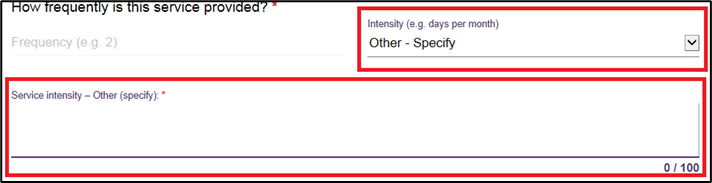 How frequently is this service provided? *
Intensity (e.g. days per month)
Frequency (e.g. 2)
Other - Specify
Service intensity – Other (specify): *
0 / 100